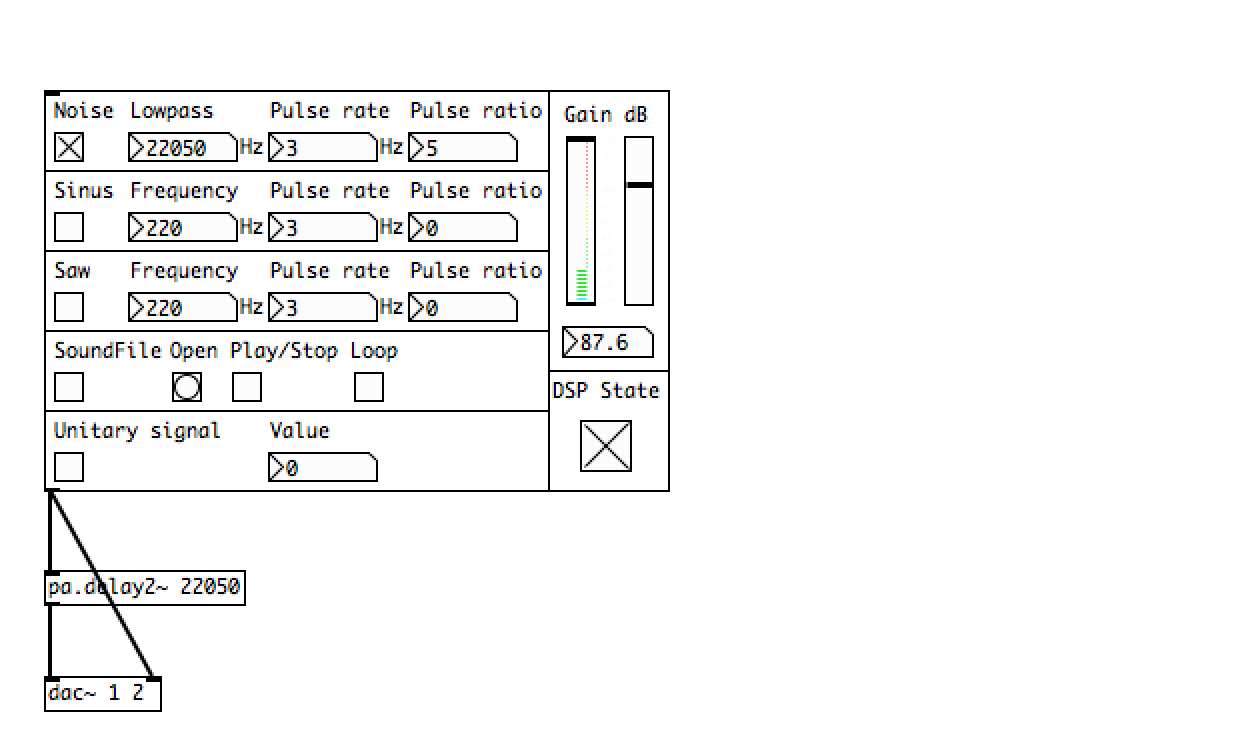 Noise Lowpass Pulse rate Pulse ratio
22050 Hz 3 Hz 5
Sinus Frequency Pulse rate Pulse ratio
220 Hz 3 Hz 0
Saw Frequency Pulse rate Pulse ratio
220 Hz 3 Hz 0
SoundFile Open Play/Stop Loop
Unitary signal Value
0
Gain dB
87.6
DSP State
pa.delay2~ 22050
dac~ 1 2